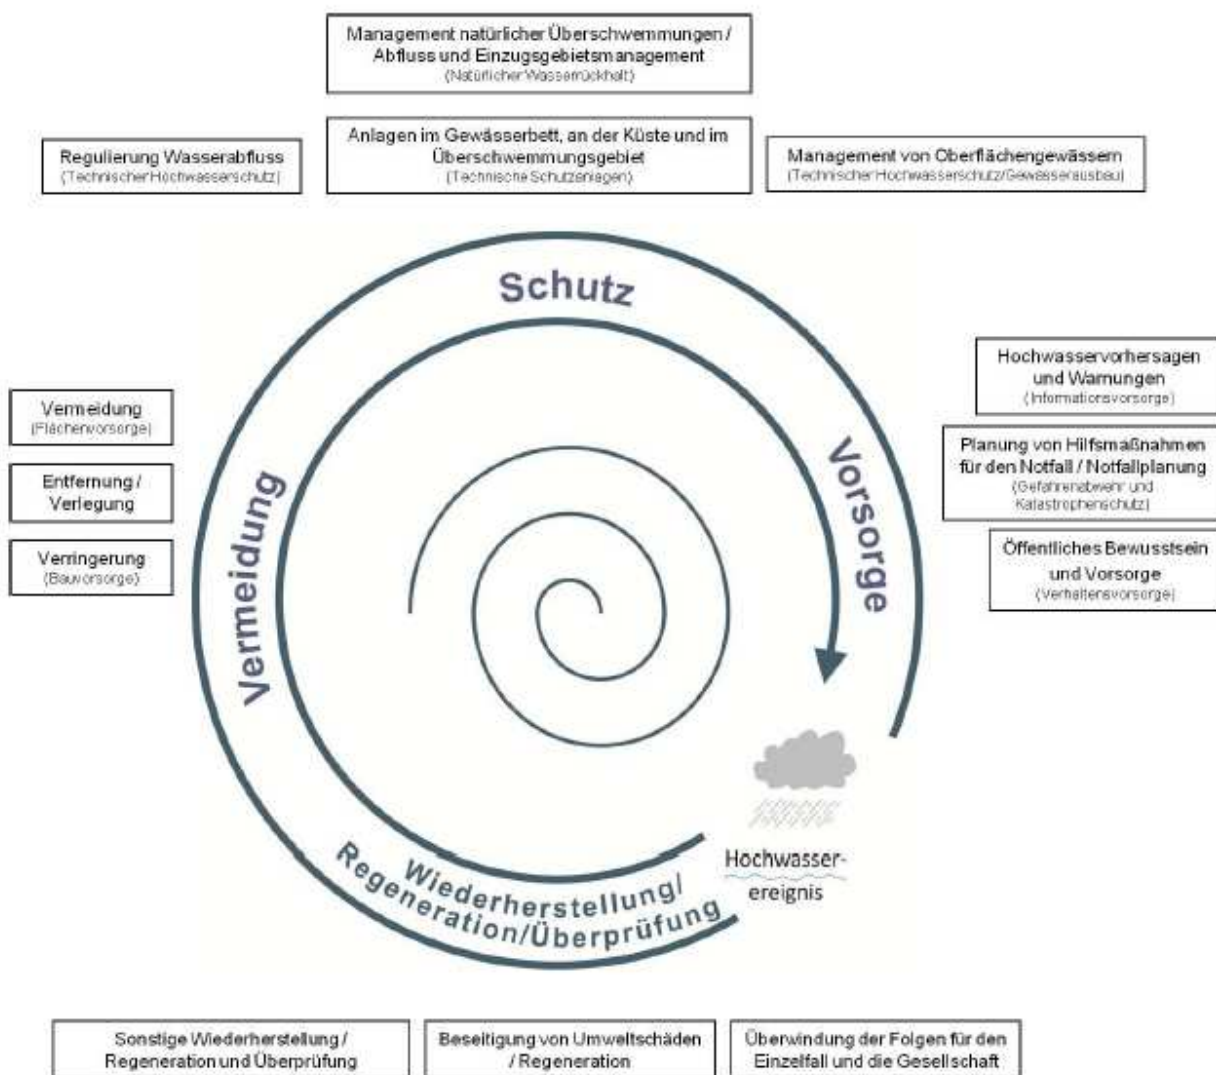 Management natürlicher Überschwemmungen /
Abfluss und Einzugsgebietsmanagement
(Natürlicher Wasserrückhalt)
Regulierung Wasserabfluss
(Technischer Hochwasserschutz)
Anlagen im Gewässerbett, an der Küste und im
Überschwemmungsgebiet
(Technische Schutzanlagen)
Management von Oberflächengewässern
(Technischer Hochwasserschutz/Gewässerausbau)
Schutz
Vorsorge
Vermeidung
Wiederherstellung/
Regeneration/Überprüfung
Hochwasser-
ereignis
Vermeidung
(Flächenvorsorge)
Entfernung /
Verlegung
Verringerung
(Bauvorsorge)
Hochwasservorhersagen
und Warnungen
(Informationsvorsorge)
Planung von Hilfsmaßnahmen
für den Notfall / Notfallplanung
(Gefahrenabwehr und
Katastrophenschutz)
Öffentliches Bewusstsein
und Vorsorge
(Verhaltensvorsorge)
Sonstige Wiederherstellung /
Regeneration und Überprüfung
Beseitigung von Umweltschäden
/ Regeneration
Überwindung der Folgen für den
Einzelfall und die Gesellschaft